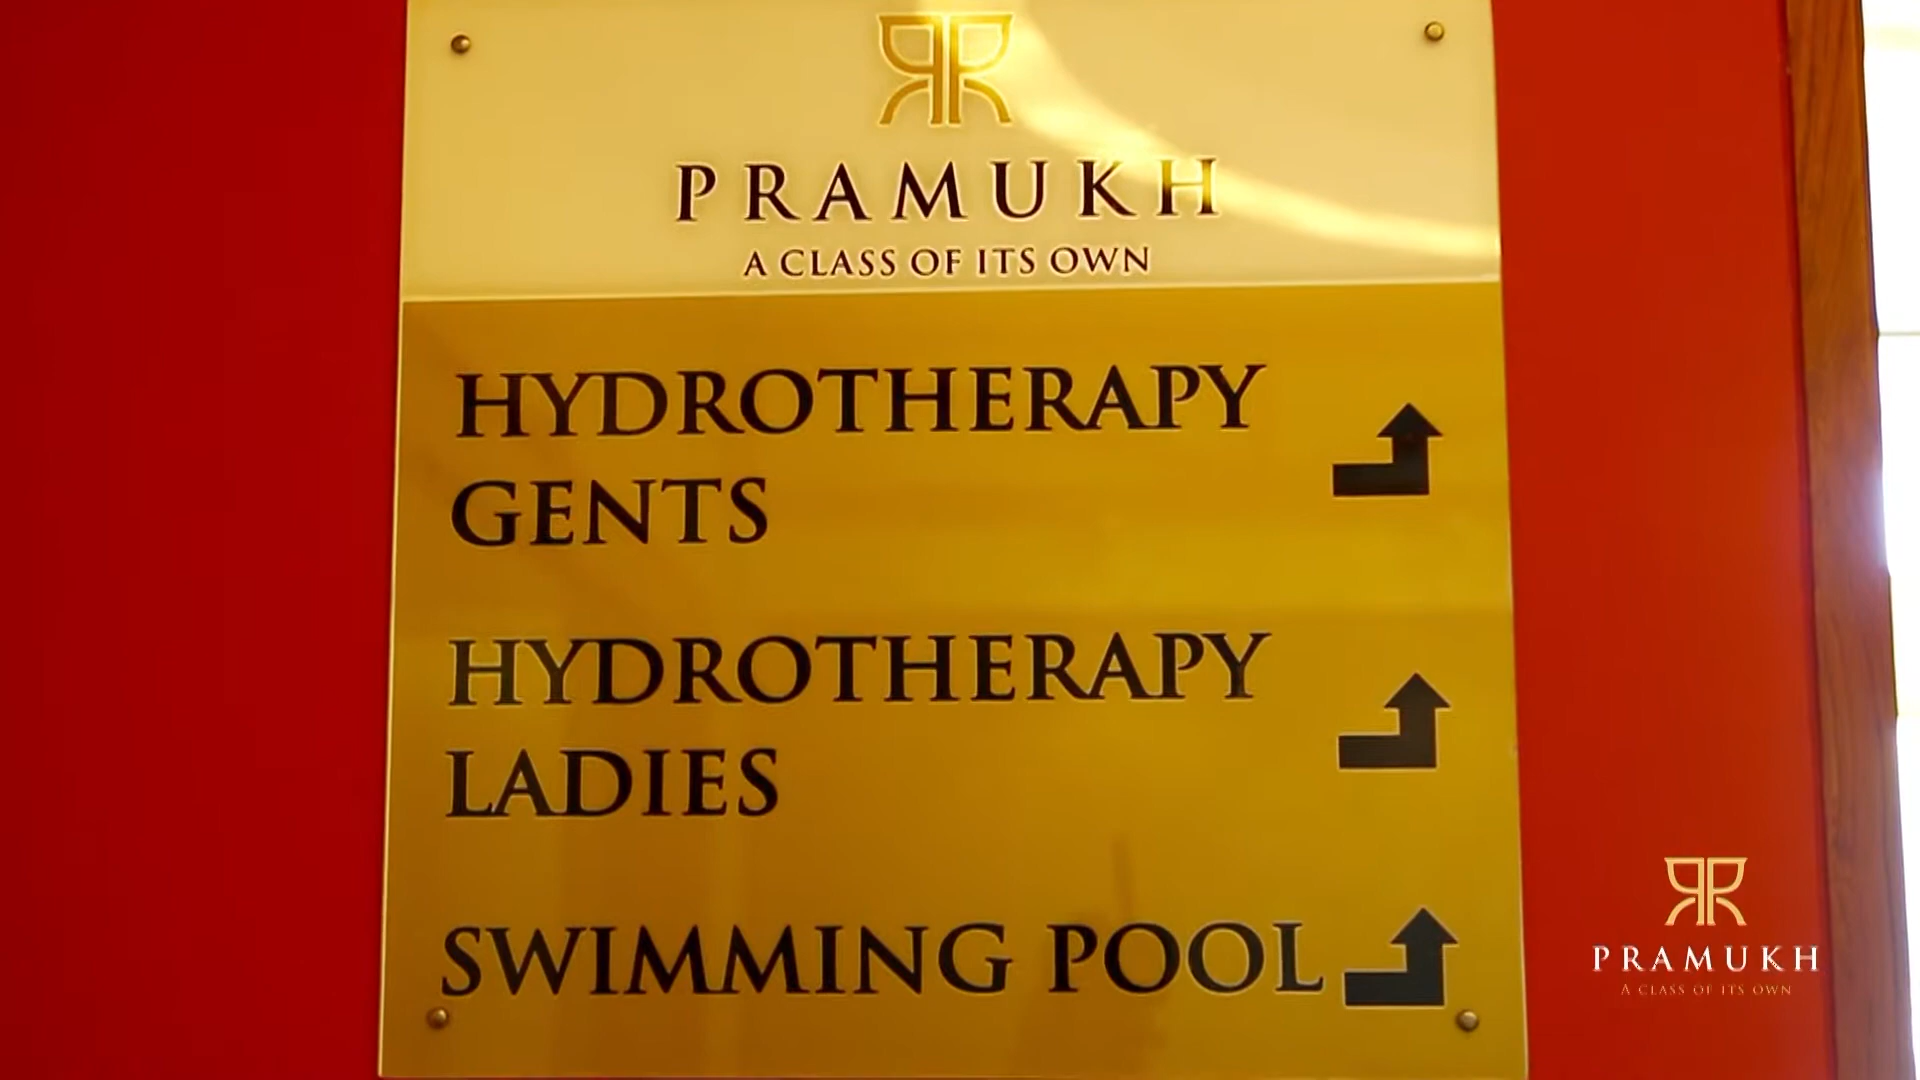 PRAMUKH
A CLASS OF ITS OWN
HYDROTHERAPY
GENTS
HYDROTHERAPY
LADIES
SWIMMING POOL
PRAMUKH
A CLASS OF ITS OWN